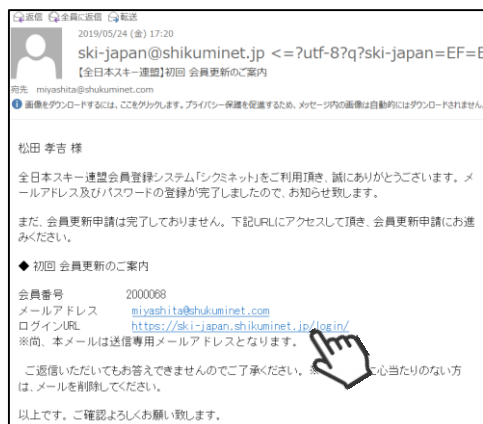 返信 全員に返信 転送
2019/05/24 (金) 17:20
ski-japan@shikuminet.jp <=?utf-8?q?ski-japan=EF=E
【全日本スキー連盟】初回 会員更新のご案内
宛先 miyashita@shukuminet.com
画像をダウンロードするには、ここをクリックします。プライバシー保護を促進するため、メッセージ内の画像は自動的にはダウンロードされません。
松田 孝吉 様
全日本スキー連盟会員登録システム「シクミネット」をご利用頂き、誠にありがとうございます。メ
ールアドレス及びパスワードの登録が完了しましたので、お知らせ致します。
まだ、会員更新申請は完了しておりません。下記URLにアクセスして頂き、会員更新申請にお進
みください。
◆ 初回 会員更新のご案内
会員番号 2000068
メールアドレス miyashita@shukuminet.com
ログインURL https://ski-japan.shikuminet.jp/login/
※尚、本メールは送信専用メールアドレスとなります。
ご返信いただいてもお答えできませんのでご了承ください。※ に心当たりのない方
は、メールを削除してください。
以上です。ご確認よろしくお願い致します。